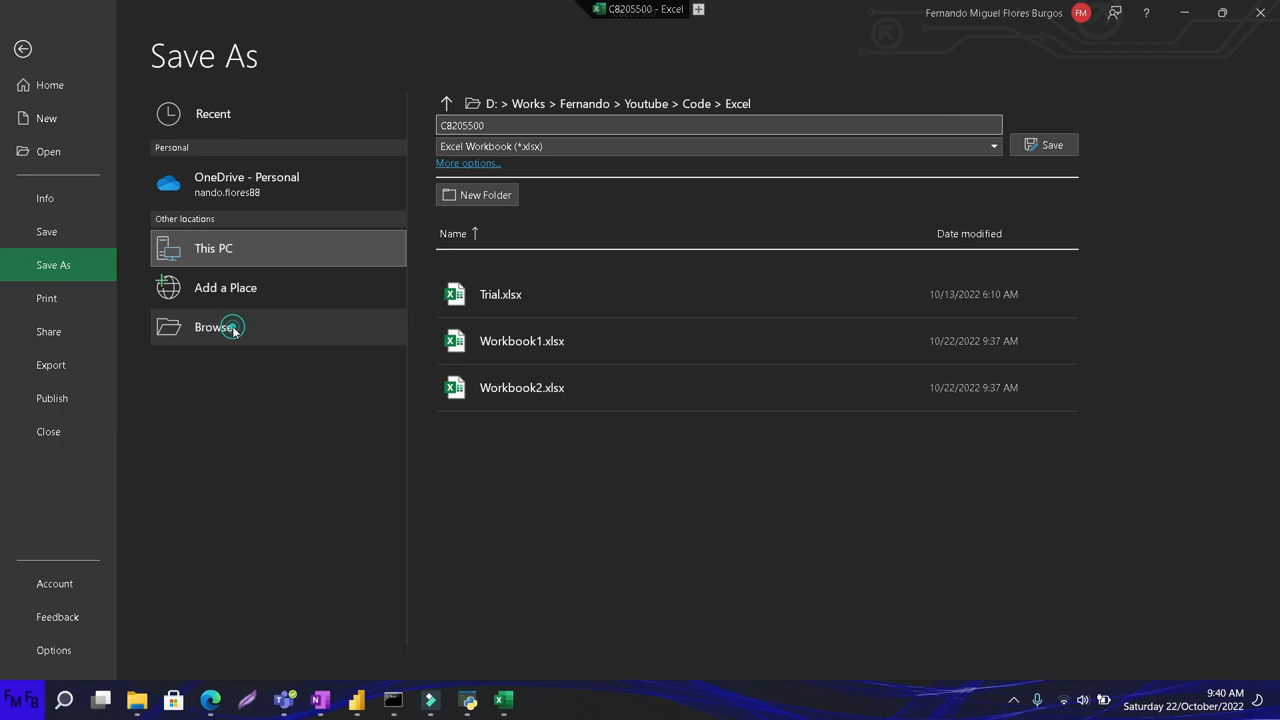 C8205500 - Excel
Fernando Miguel Flores Burgos
FM
?
Save As
Home
New
Open
Info
Save
Save As
Print
Share
Export
Publish
Close
Account
Feedback
Options
Recent
Personal
OneDrive - Personal
nando.flores88
Other locations
This PC
Add a Place
Browse
D: > Works > Fernando > Youtube > Code > Excel
C8205500
Excel Workbook (*.xlsx)
Save
More options...
New Folder
Name
Date modified
Trial.xlsx
10/13/2022 6:10 AM
Workbook1.xlsx
10/22/2022 9:37 AM
Workbook2.xlsx
10/22/2022 9:37 AM
FM FB
9:40 AM
Saturday 22/October/2022